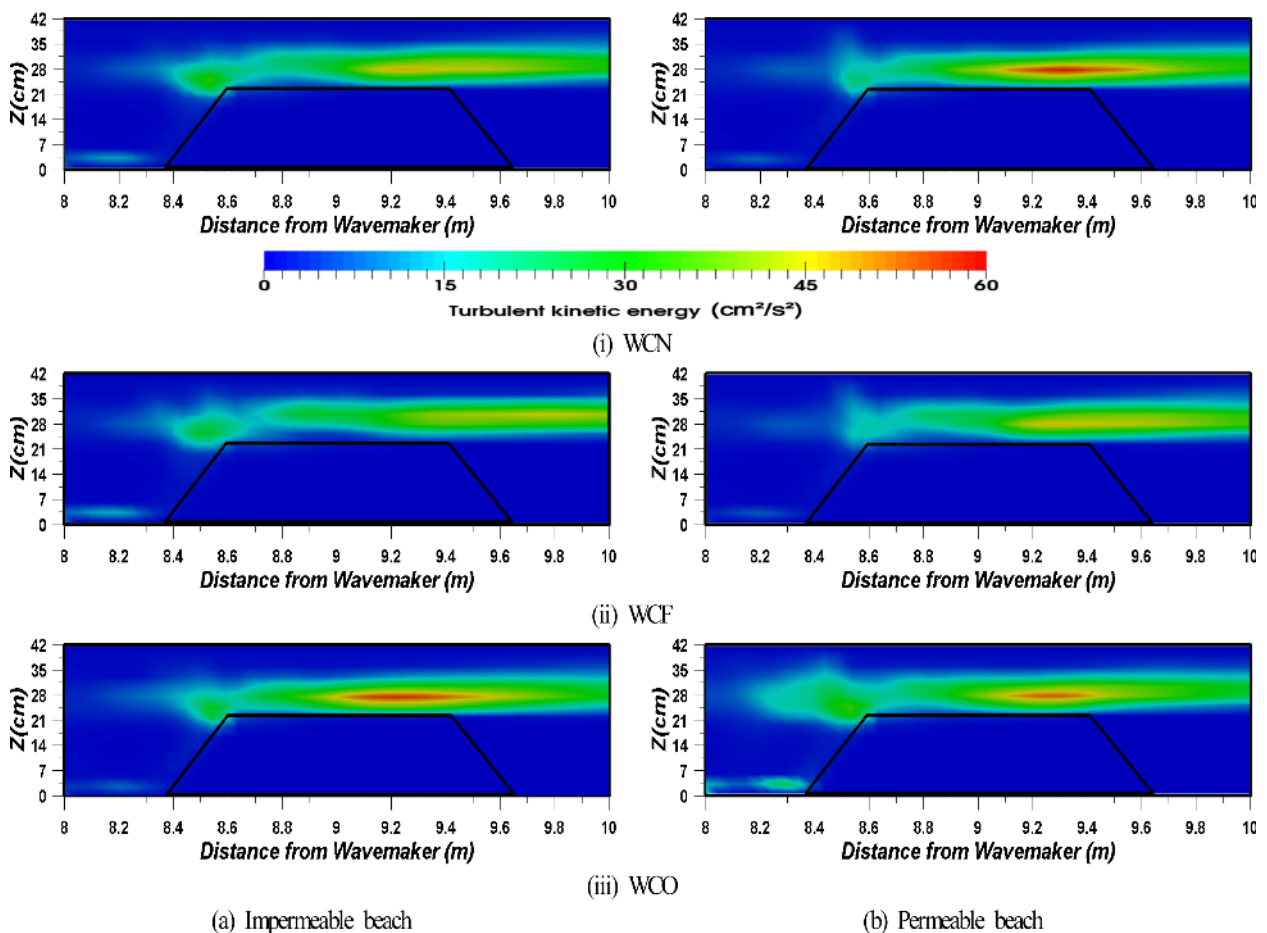 42
35
28
21
14
7
0
Z(cm)
8 8.2 8.4 8.6 8.8 9 9.2 9.4 9.6 9.8 10
Distance from Wavemaker (m)
42
35
28
21
14
7
0
Z(cm)
8 8.2 8.4 8.6 8.8 9 9.2 9.4 9.6 9.8 10
Distance from Wavemaker (m)
0 15 30 45 60
Turbulent kinetic energy (cm²/s²)
(i) WCN
42
35
28
21
14
7
0
Z(cm)
8 8.2 8.4 8.6 8.8 9 9.2 9.4 9.6 9.8 10
Distance from Wavemaker (m)
42
35
28
21
14
7
0
Z(cm)
8 8.2 8.4 8.6 8.8 9 9.2 9.4 9.6 9.8 10
Distance from Wavemaker (m)
(ii) WCF
42
35
28
21
14
7
0
Z(cm)
8 8.2 8.4 8.6 8.8 9 9.2 9.4 9.6 9.8 10
Distance from Wavemaker (m)
42
35
28
21
14
7
0
Z(cm)
8 8.2 8.4 8.6 8.8 9 9.2 9.4 9.6 9.8 10
Distance from Wavemaker (m)
(iii) WCO
(a) Impermeable beach
(b) Permeable beach